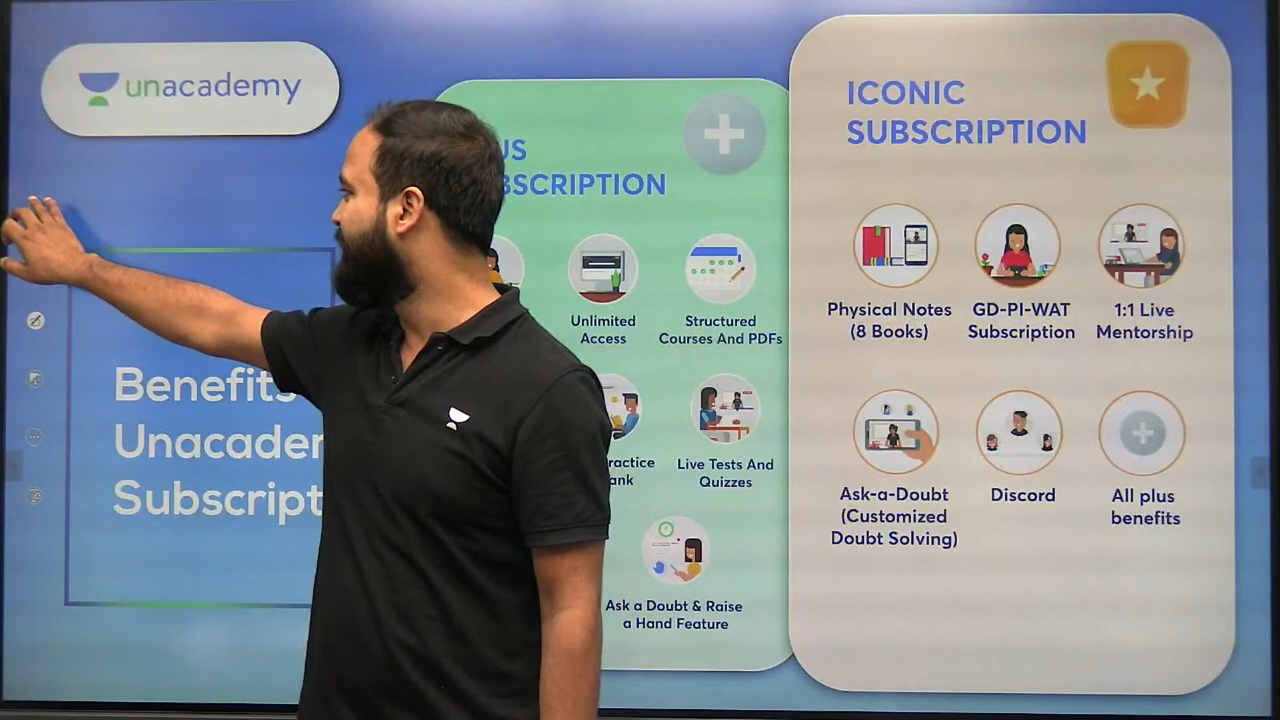 unacademy
Benefits
Unacadem
Subscript
US
BSCRIPTION
Unlimited
Access
Structured
Courses And PDFs
ractice
ank
Live Tests And
Quizzes
Ask a Doubt & Raise
a Hand Feature
ICONIC
SUBSCRIPTION
Physical Notes
(8 Books)
GD-PI-WAT
Subscription
1:1 Live
Mentorship
Ask-a-Doubt
(Customized
Doubt Solving)
Discord
All plus
benefits